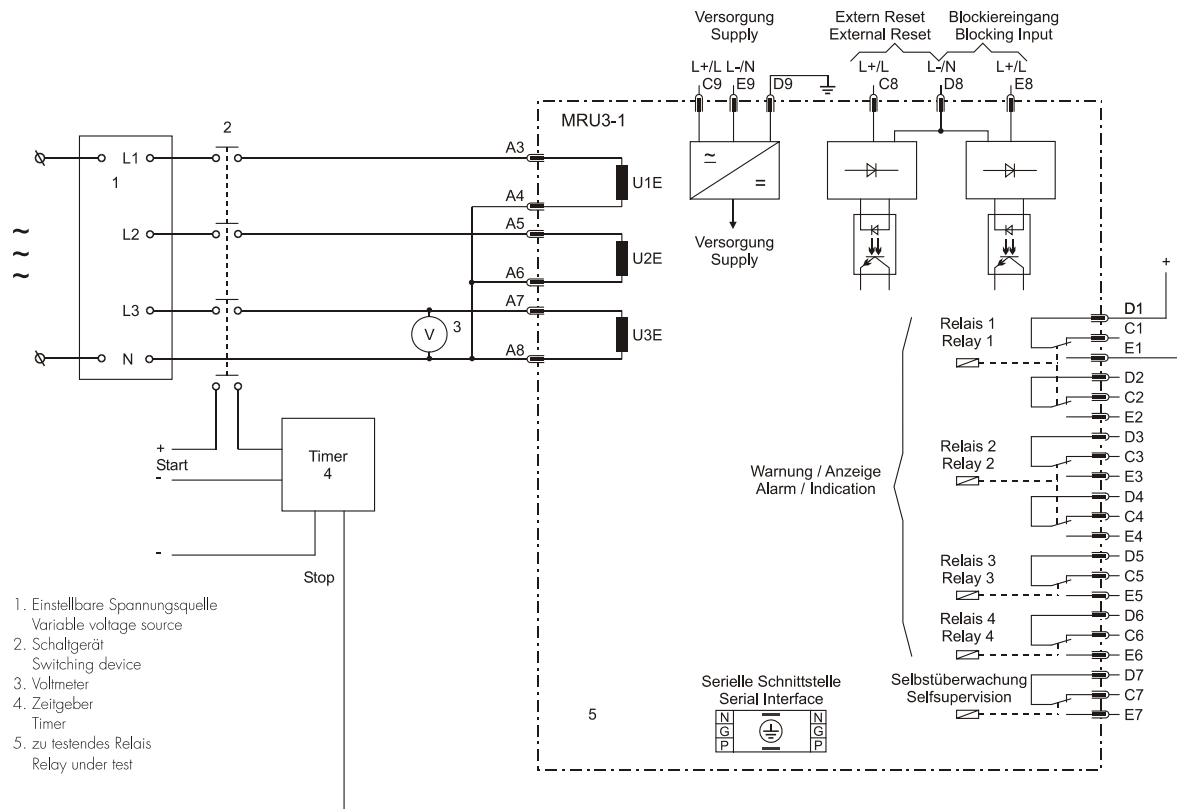 Versorgung
Supply
L+/L L-/N
C9 E9 D9
Extern Reset
External Reset
Blockiereingang
Blocking Input
L+/L L-/N L+/L
C8 D8 E8
MRU3-1
~
=
Versorgung
Supply
1
2
L1
L2
L3
N
~
~
~
V
3
A3
A4
A5
A6
A7
A8
U1E
U2E
U3E
+
Start
-
-
Timer
4
Stop
Warnung / Anzeige
Alarm / Indication
Relais 1
Relay 1
Relais 2
Relay 2
Relais 3
Relay 3
Relais 4
Relay 4
Selbstüberwachung
Selfsupervision
+
D1
C1
E1
D2
C2
E2
D3
C3
E3
D4
C4
E4
D5
C5
E5
D6
C6
E6
D7
C7
E7
Serielle Schnittstelle
Serial Interface
N N
G G
P P
5
1. Einstellbare Spannungsquelle
Variable voltage source
2. Schaltgerät
Switching device
3. Voltmeter
4. Zeitgeber
Timer
5. zu testendes Relais
Relay under test